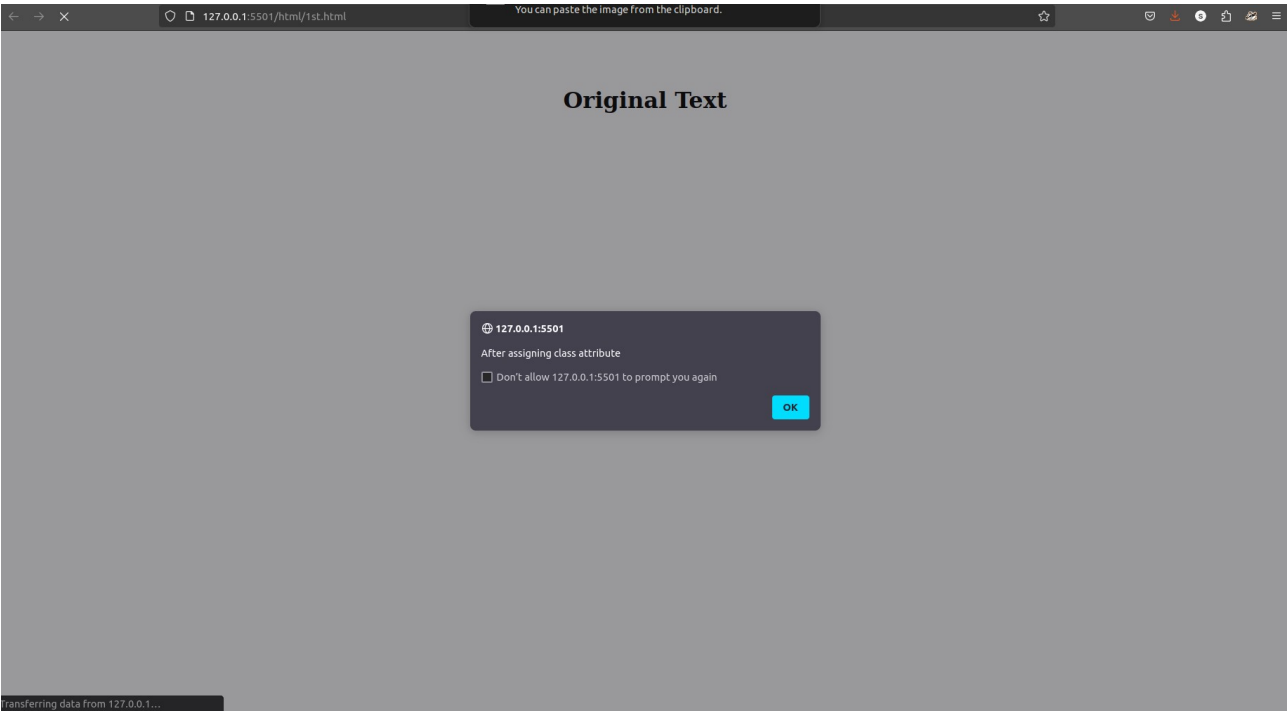 127.0.0.1:5501/html/1st.html
You can paste the image from the clipboard.
S
Original Text
127.0.0.1:5501
After assigning class attribute
Don't allow 127.0.0.1:5501 to prompt you again
OK
Transferring data from 127.0.0.1…